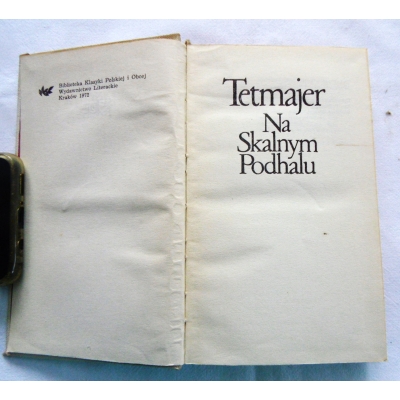 Biblioteka Klasyki Polskiej i Obcej
Wydawnictwo Literackie
Kraków 1972
Tetmajer
Na
Skalnym
Podhalu